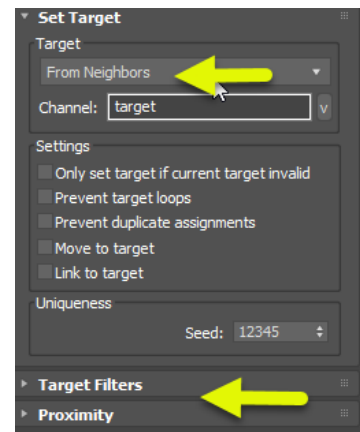 Set Target
Target
From Neighbors
Channel: target v
Settings
Only set target if current target invalid
Prevent target loops
Prevent duplicate assignments
Move to target
Link to target
Uniqueness
Seed: 12345
Target Filters
Proximity